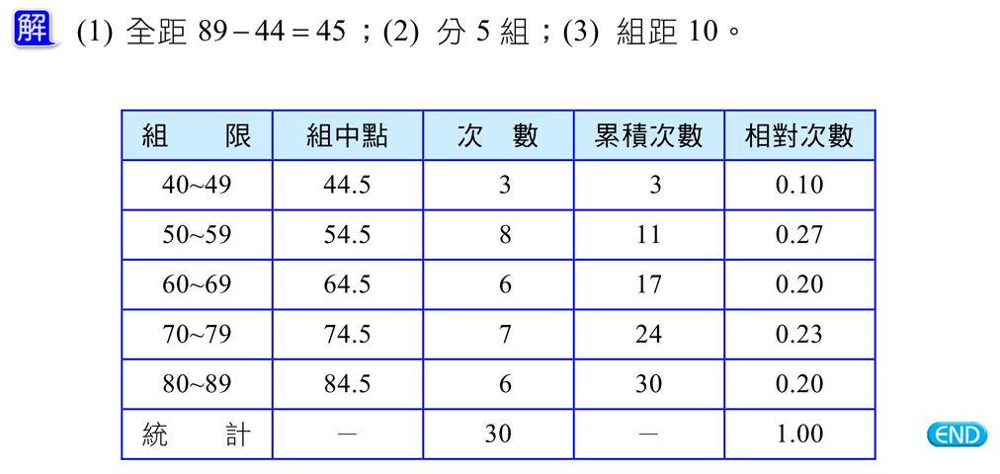 解 (1) 全距 89 − 44 = 45；(2) 分 5 組；(3) 組距 10。
組 限 組中點 次 數 累積次數 相對次數
40~49 44.5 3 3 0.10
50~59 54.5 8 11 0.27
60~69 64.5 6 17 0.20
70~79 74.5 7 24 0.23
80~89 84.5 6 30 0.20
統 計 － 30 － 1.00
END